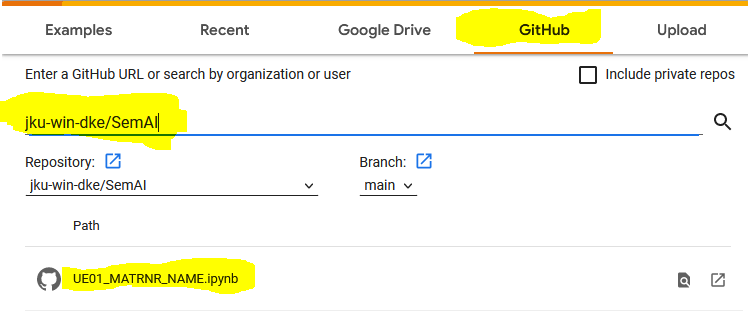 Examples Recent Google Drive GitHub Upload
Enter a GitHub URL or search by organization or user Include private repos
jku-win-dke/SemAI
Repository: Branch:
jku-win-dke/SemAI main
Path
UE01_MATRNR_NAME.ipynb